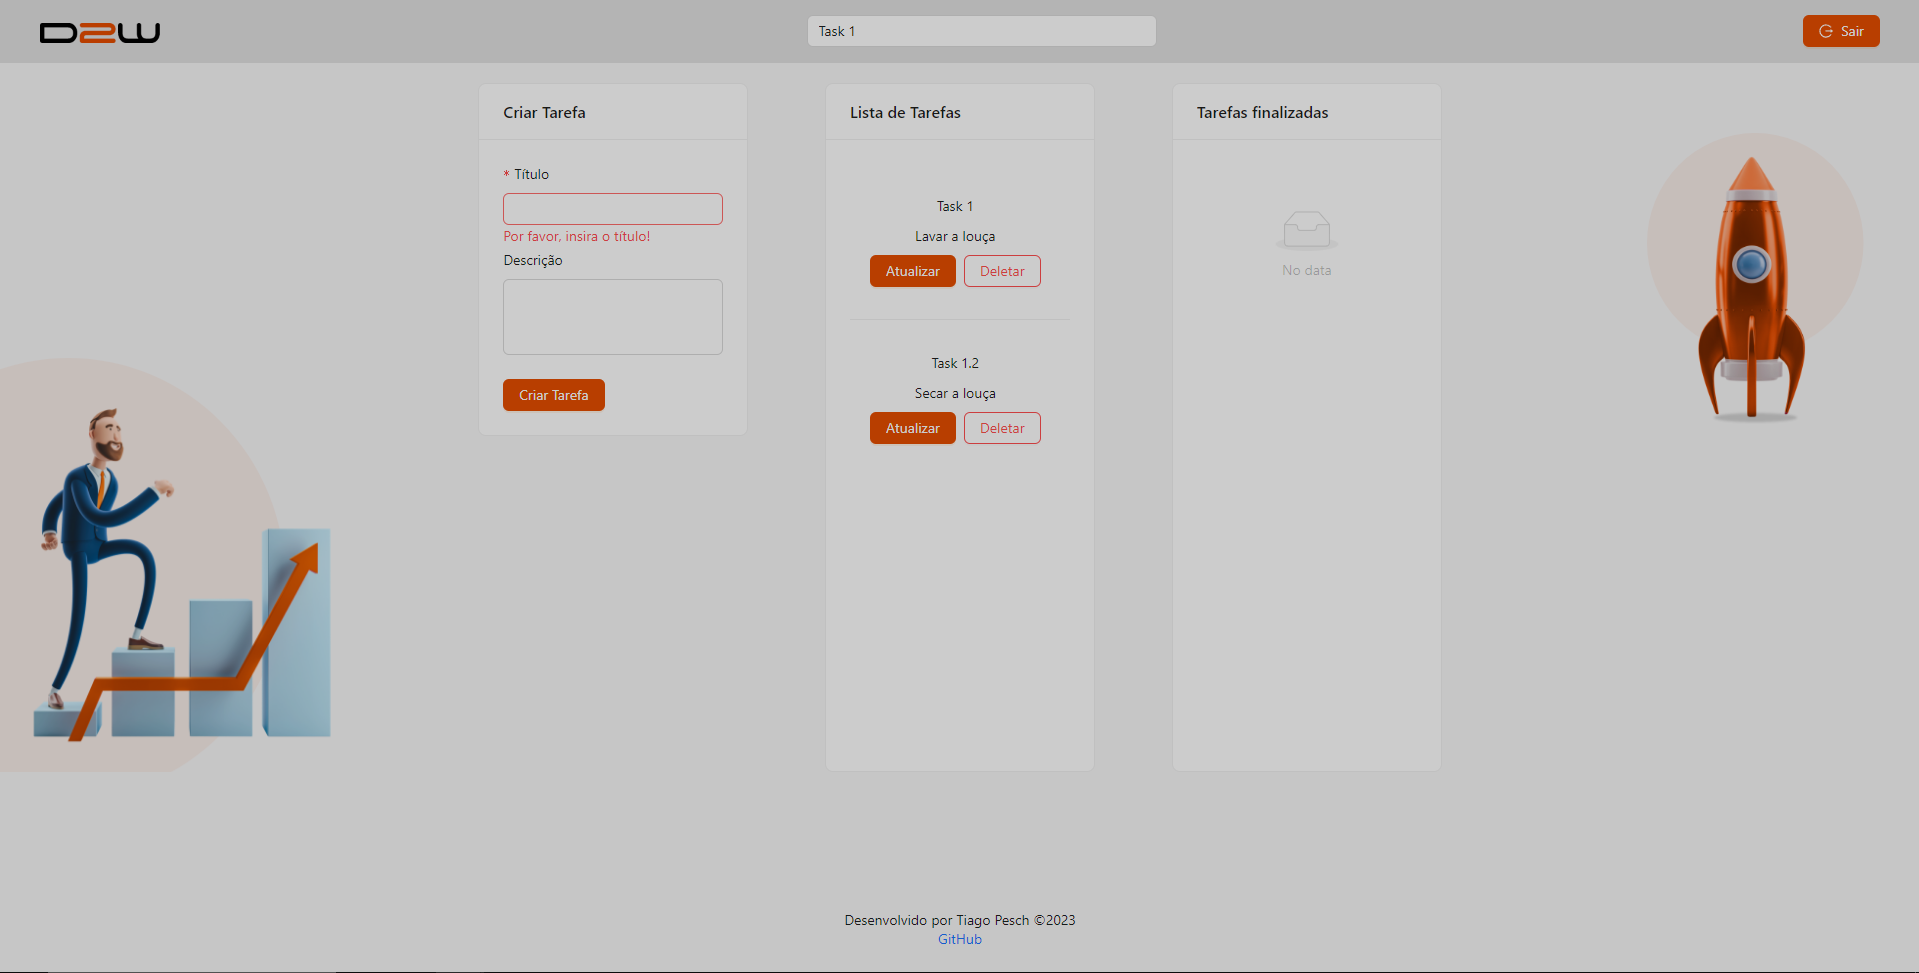 D2W
Task 1
Sair
Criar Tarefa
* Título
Por favor, insira o título!
Descrição
Criar Tarefa
Lista de Tarefas
Task 1
Lavar a louça
Atualizar Deletar
Task 1.2
Secar a louça
Atualizar Deletar
Tarefas finalizadas
No data
Desenvolvido por Tiago Pesch ©2023
GitHub